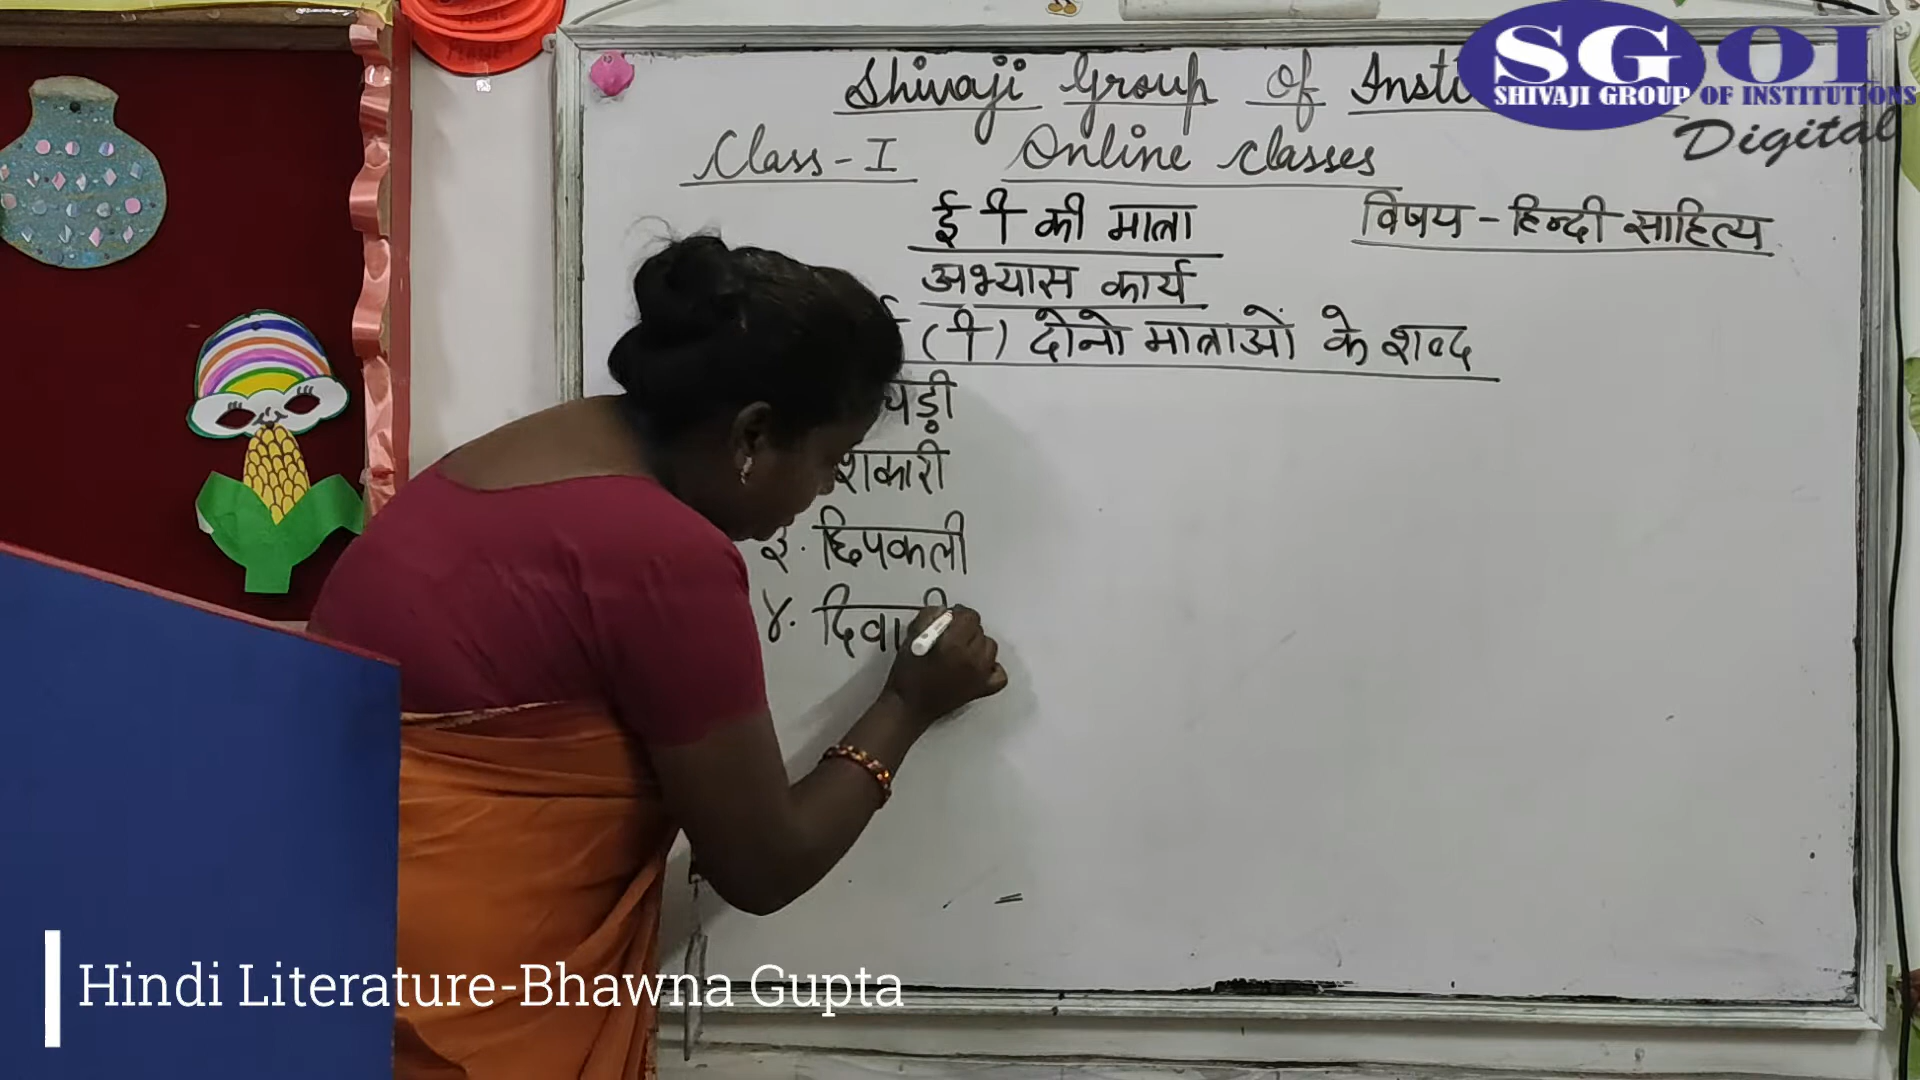 Shivaji Group Of Insti
SGOI
SHIVAJI GROUP OF INSTITUTIONS
Digital
Class-I Online classes
ई ी की मात्रा
विषय - हिन्दी साहित्य
अभ्यास कार्य
(ी) दोनो मात्राओं के शब्द
चड़ी
शकारी
३. छिपकली
४. दिवा
Hindi Literature-Bhawna Gupta